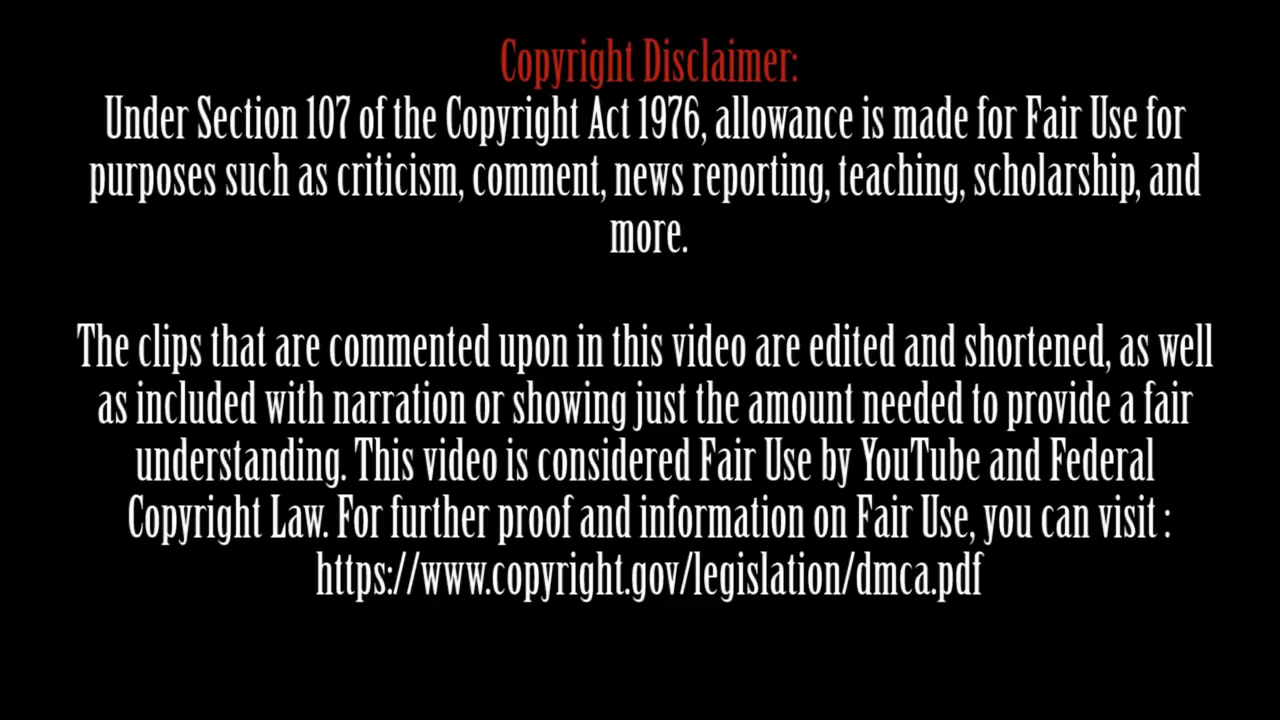 Copyright Disclaimer:
Under Section 107 of the Copyright Act 1976, allowance is made for Fair Use for
purposes such as criticism, comment, news reporting, teaching, scholarship, and
more.
The clips that are commented upon in this video are edited and shortened, as well
as included with narration or showing just the amount needed to provide a fair
understanding. This video is considered Fair Use by YouTube and Federal
Copyright Law. For further proof and information on Fair Use, you can visit :
https://www.copyright.gov/legislation/dmca.pdf